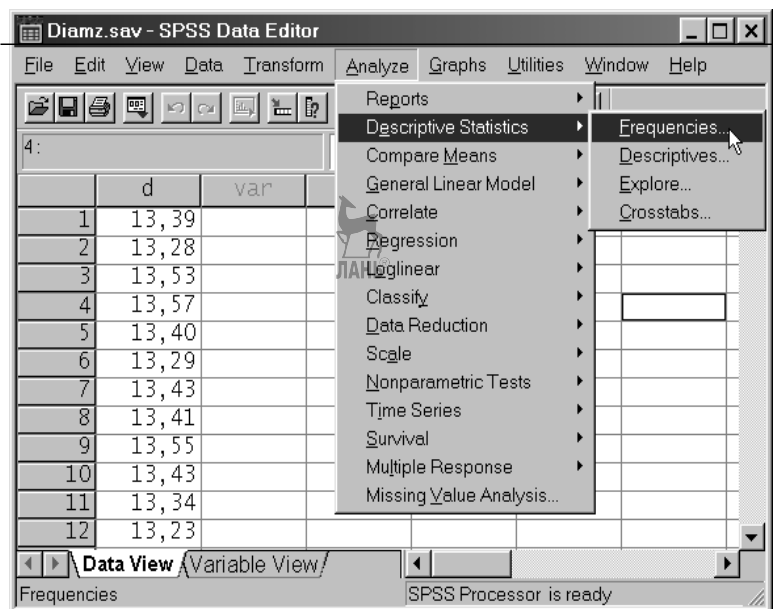 Diamz.sav - SPSS Data Editor
File Edit View Data Transform Analyze Graphs Utilities Window Help
Reports
Descriptive Statistics
Compare Means
General Linear Model
Correlate
Regression
Loglinear
Classify
Data Reduction
Scale
Nonparametric Tests
Time Series
Survival
Multiple Response
Missing Value Analysis...
Frequencies...
Descriptives...
Explore...
Crosstabs...
4:
d var
1 13,39
2 13,28
3 13,53
4 13,57
5 13,40
6 13,29
7 13,43
8 13,41
9 13,55
10 13,43
11 13,34
12 13,23
ЛАНЬ®
Data View Variable View
Frequencies SPSS Processor is ready